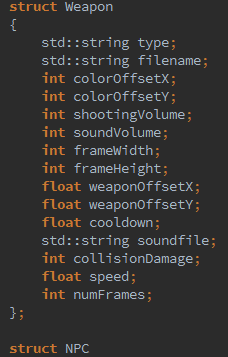 struct Weapon
{
    std::string type;
    std::string filename;
    int colorOffsetX;
    int colorOffsetY;
    int shootingVolume;
    int soundVolume;
    int frameWidth;
    int frameHeight;
    float weaponOffsetX;
    float weaponOffsetY;
    float cooldown;
    std::string soundfile;
    int collisionDamage;
    float speed;
    int numFrames;
};
struct NPC